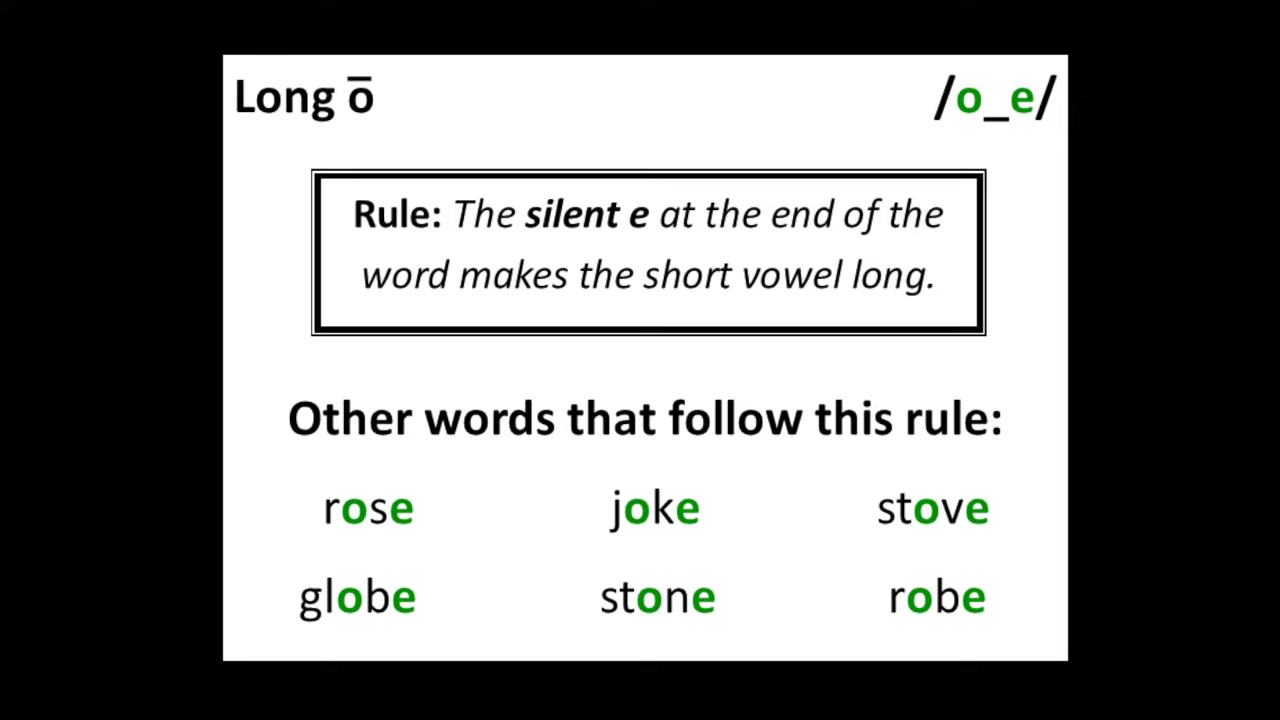 Long ō
/o_e/
Rule: The silent e at the end of the
word makes the short vowel long.
Other words that follow this rule:
rose joke stove
globe stone robe